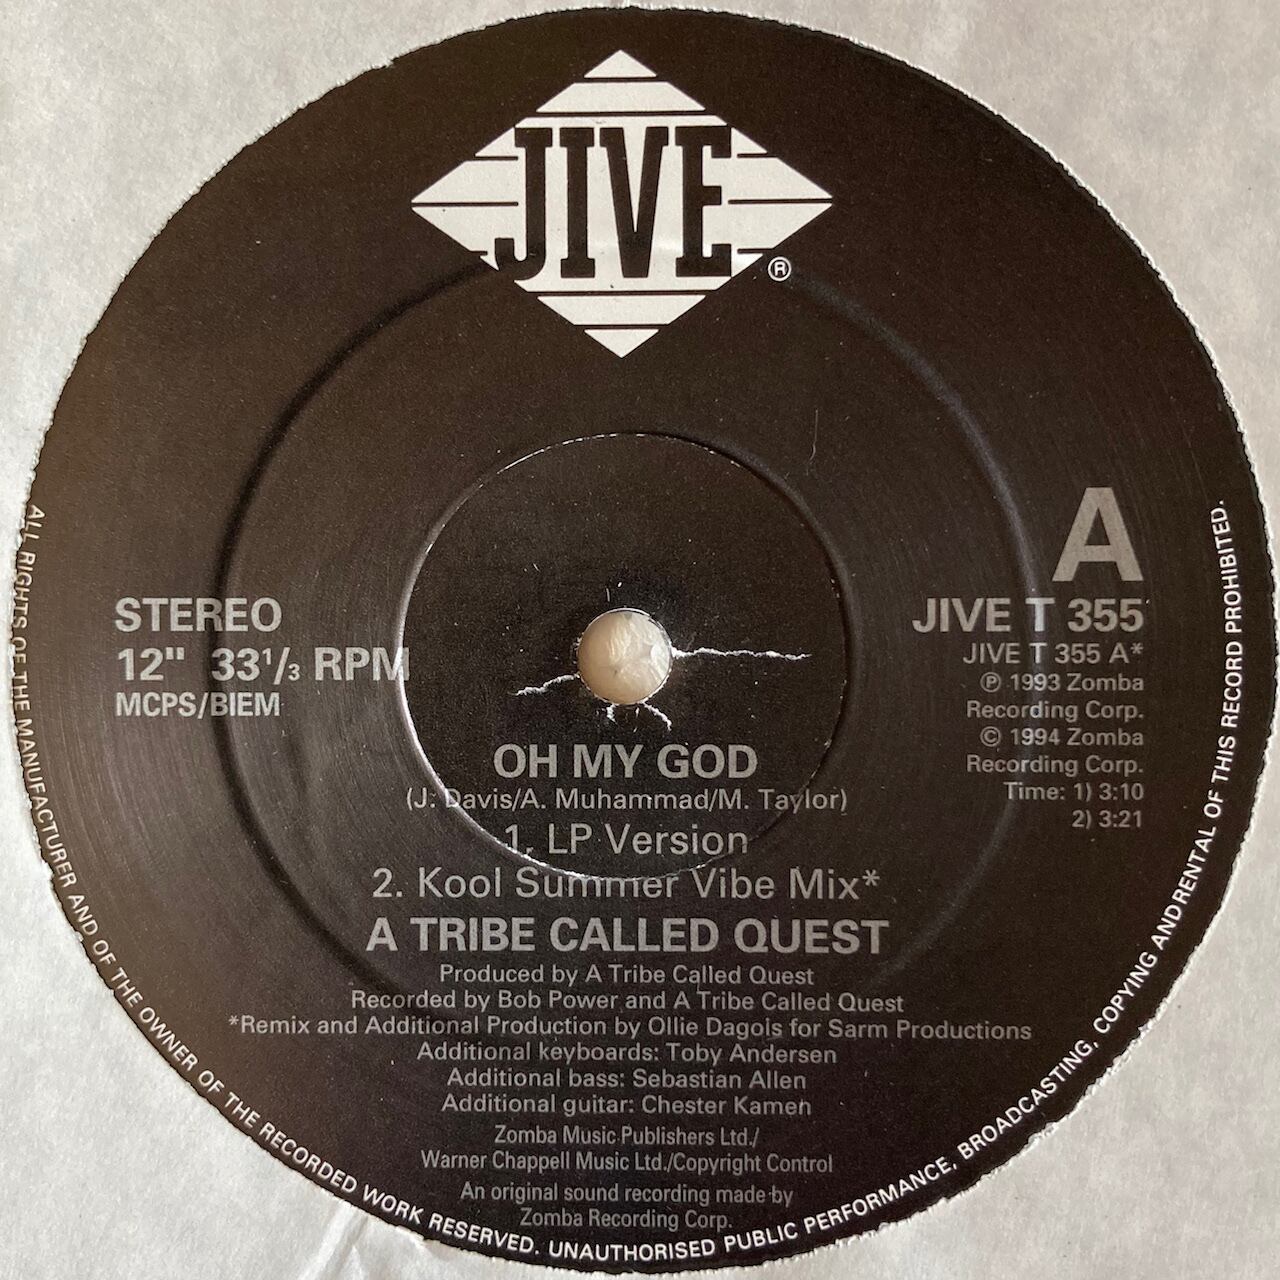 JIVE
®
A
STEREO
12" 33 1/3 RPM
MCPS/BIEM
JIVE T 355
JIVE T 355 A*
℗ 1993 Zomba
Recording Corp.
© 1994 Zomba
Recording Corp.
Time: 1) 3:10
2) 3:21
OH MY GOD
(J. Davis/A. Muhammad/M. Taylor)
1. LP Version
2. Kool Summer Vibe Mix*
A TRIBE CALLED QUEST
Produced by A Tribe Called Quest
Recorded by Bob Power and A Tribe Called Quest
*Remix and Additional Production by Ollie Dagois for Sarm Productions
Additional keyboards: Toby Andersen
Additional bass: Sebastian Allen
Additional guitar: Chester Kamen
Zomba Music Publishers Ltd./
Warner Chappell Music Ltd./Copyright Control
An original sound recording made by
Zomba Recording Corp.
ALL RIGHTS OF THE MANUFACTURER AND OF THE OWNER OF THE RECORDED WORK RESERVED. UNAUTHORISED PUBLIC PERFORMANCE, BROADCASTING, COPYING AND RENTAL OF THIS RECORD PROHIBITED.